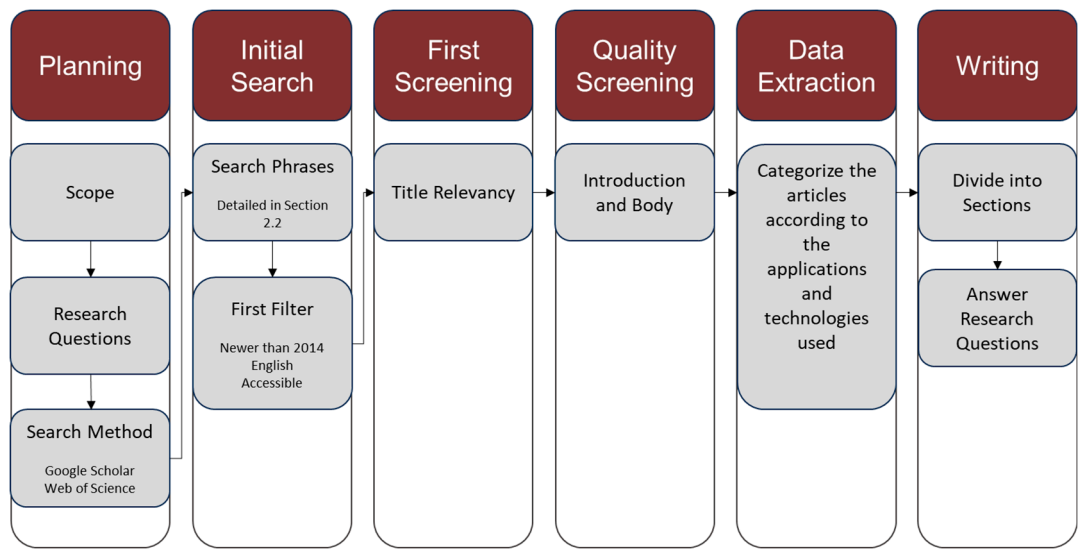 Planning
Initial
Search
First
Screening
Quality
Screening
Data
Extraction
Writing
Scope
Research
Questions
Search Method
Google Scholar
Web of Science
Search Phrases
Detailed in Section
2.2
First Filter
Newer than 2014
English
Accessible
Title Relevancy
Introduction
and Body
Categorize the
articles
according to
the
applications
and
technologies
used
Divide into
Sections
Answer
Research
Questions